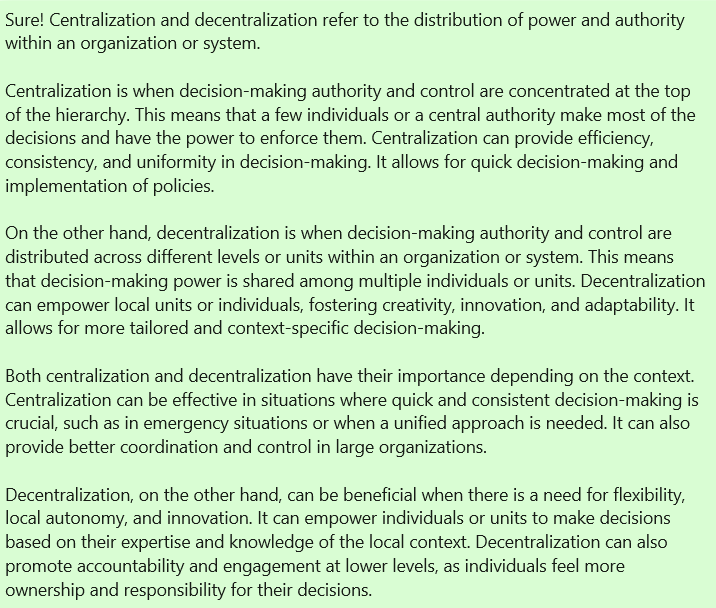 Sure! Centralization and decentralization refer to the distribution of power and authority
within an organization or system.
Centralization is when decision-making authority and control are concentrated at the top
of the hierarchy. This means that a few individuals or a central authority make most of the
decisions and have the power to enforce them. Centralization can provide efficiency,
consistency, and uniformity in decision-making. It allows for quick decision-making and
implementation of policies.
On the other hand, decentralization is when decision-making authority and control are
distributed across different levels or units within an organization or system. This means
that decision-making power is shared among multiple individuals or units. Decentralization
can empower local units or individuals, fostering creativity, innovation, and adaptability. It
allows for more tailored and context-specific decision-making.
Both centralization and decentralization have their importance depending on the context.
Centralization can be effective in situations where quick and consistent decision-making is
crucial, such as in emergency situations or when a unified approach is needed. It can also
provide better coordination and control in large organizations.
Decentralization, on the other hand, can be beneficial when there is a need for flexibility,
local autonomy, and innovation. It can empower individuals or units to make decisions
based on their expertise and knowledge of the local context. Decentralization can also
promote accountability and engagement at lower levels, as individuals feel more
ownership and responsibility for their decisions.